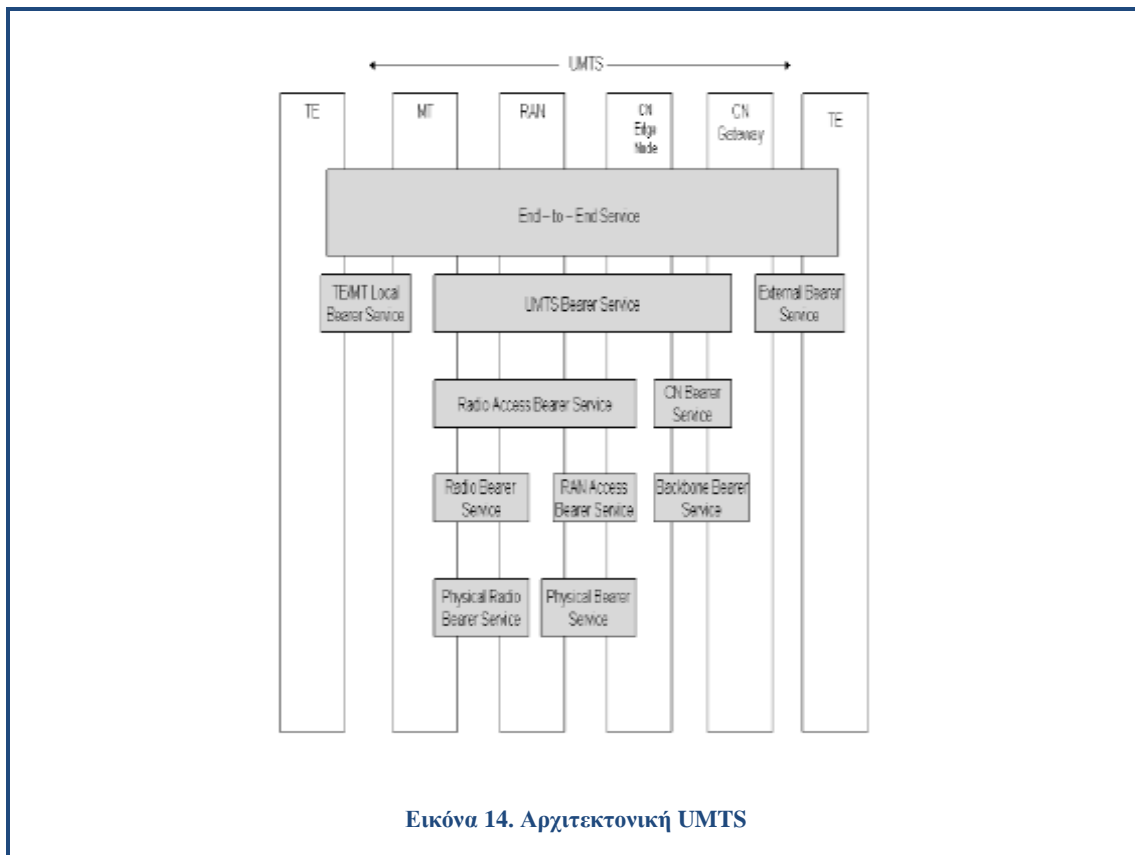 UMTS
TE
MT
RAN
CN
Edge
Node
CN
Gateway
TE
End – to – End Service
TE/MT Local
Bearer Service
UMTS Bearer Service
External Bearer
Service
Radio Access Bearer Service
CN Bearer
Service
Radio Bearer
Service
RAN Access
Bearer Service
Backbone Bearer
Service
Physical Radio
Bearer Service
Physical Bearer
Service
Εικόνα 14. Αρχιτεκτονική UMTS